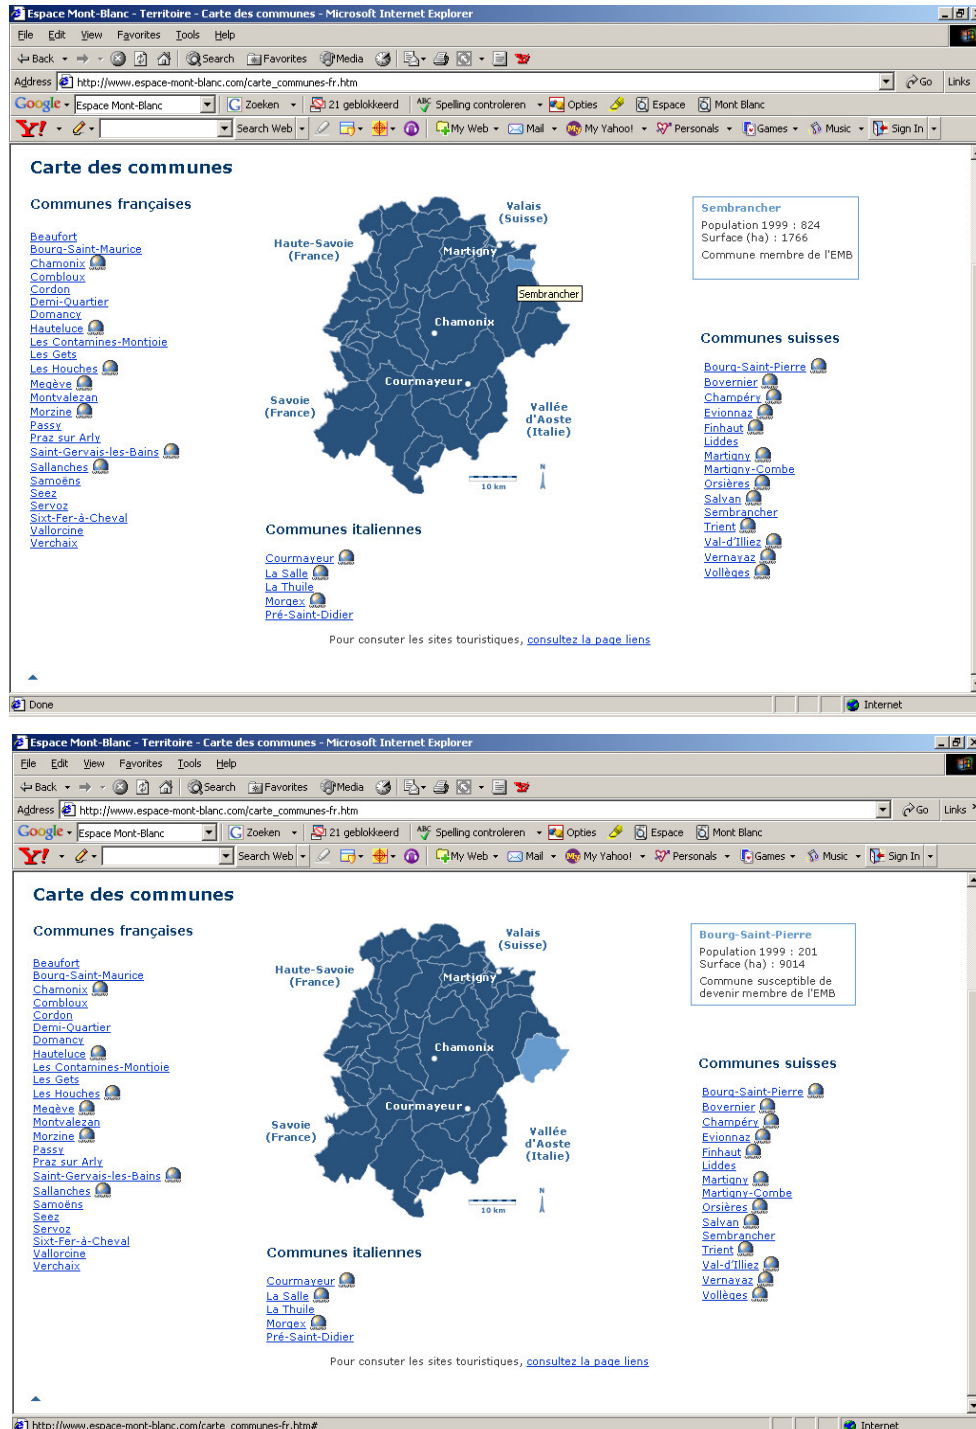 Espace Mont-Blanc - Territoire - Carte des communes - Microsoft Internet Explorer
File Edit View Favorites Tools Help
Back Search Favorites Media
Address http://www.espace-mont-blanc.com/carte_communes-fr.htm Go Links
Google Espace Mont-Blanc Zoeken 21 geblokkeerd ABC Spelling controleren Opties Espace Mont Blanc
Y! Search Web My Web Mail My Yahoo! Personals Games Music Sign In
Carte des communes
Communes françaises
Beaufort
Bourg-Saint-Maurice
Chamonix
Combloux
Cordon
Demi-Quartier
Domancy
Hauteluce
Les Contamines-Montjoie
Les Gets
Les Houches
Megève
Montvalezan
Morzine
Passy
Praz sur Arly
Saint-Gervais-les-Bains
Sallanches
Samoëns
Seez
Servoz
Sixt-Fer-à-Cheval
Vallorcine
Verchaix
Valais
(Suisse)
Haute-Savoie
(France)
Martigny
Sembrancher
Chamonix
Courmayeur
Savoie
(France)
Vallée
d'Aoste
(Italie)
10 km
N
Sembrancher
Population 1999 : 824
Surface (ha) : 1766
Commune membre de l'EMB
Communes suisses
Bourg-Saint-Pierre
Bovernier
Champéry
Evionnaz
Finhaut
Liddes
Martigny
Martigny-Combe
Orsières
Salvan
Sembrancher
Trient
Val-d'Illiez
Vernayaz
Vollèges
Communes italiennes
Courmayeur
La Salle
La Thuile
Morgex
Pré-Saint-Didier
Pour consuter les sites touristiques, consultez la page liens
Done Internet
Espace Mont-Blanc - Territoire - Carte des communes - Microsoft Internet Explorer
File Edit View Favorites Tools Help
Back Search Favorites Media
Address http://www.espace-mont-blanc.com/carte_communes-fr.htm Go Links »
Google Espace Mont-Blanc Zoeken 21 geblokkeerd ABC Spelling controleren Opties Espace Mont Blanc
Y! Search Web My Web Mail My Yahoo! Personals Games Music Sign In
Carte des communes
Communes françaises
Beaufort
Bourg-Saint-Maurice
Chamonix
Combloux
Cordon
Demi-Quartier
Domancy
Hauteluce
Les Contamines-Montjoie
Les Gets
Les Houches
Megève
Montvalezan
Morzine
Passy
Praz sur Arly
Saint-Gervais-les-Bains
Sallanches
Samoëns
Seez
Servoz
Sixt-Fer-à-Cheval
Vallorcine
Verchaix
Valais
(Suisse)
Haute-Savoie
(France)
Martigny
Chamonix
Courmayeur
Savoie
(France)
Vallée
d'Aoste
(Italie)
10 km
N
Bourg-Saint-Pierre
Population 1999 : 201
Surface (ha) : 9014
Commune susceptible de
devenir membre de l'EMB
Communes suisses
Bourg-Saint-Pierre
Bovernier
Champéry
Evionnaz
Finhaut
Liddes
Martigny
Martigny-Combe
Orsières
Salvan
Sembrancher
Trient
Val-d'Illiez
Vernayaz
Vollèges
Communes italiennes
Courmayeur
La Salle
La Thuile
Morgex
Pré-Saint-Didier
Pour consuter les sites touristiques, consultez la page liens
http://www.espace-mont-blanc.com/carte_communes-fr.htm# Internet